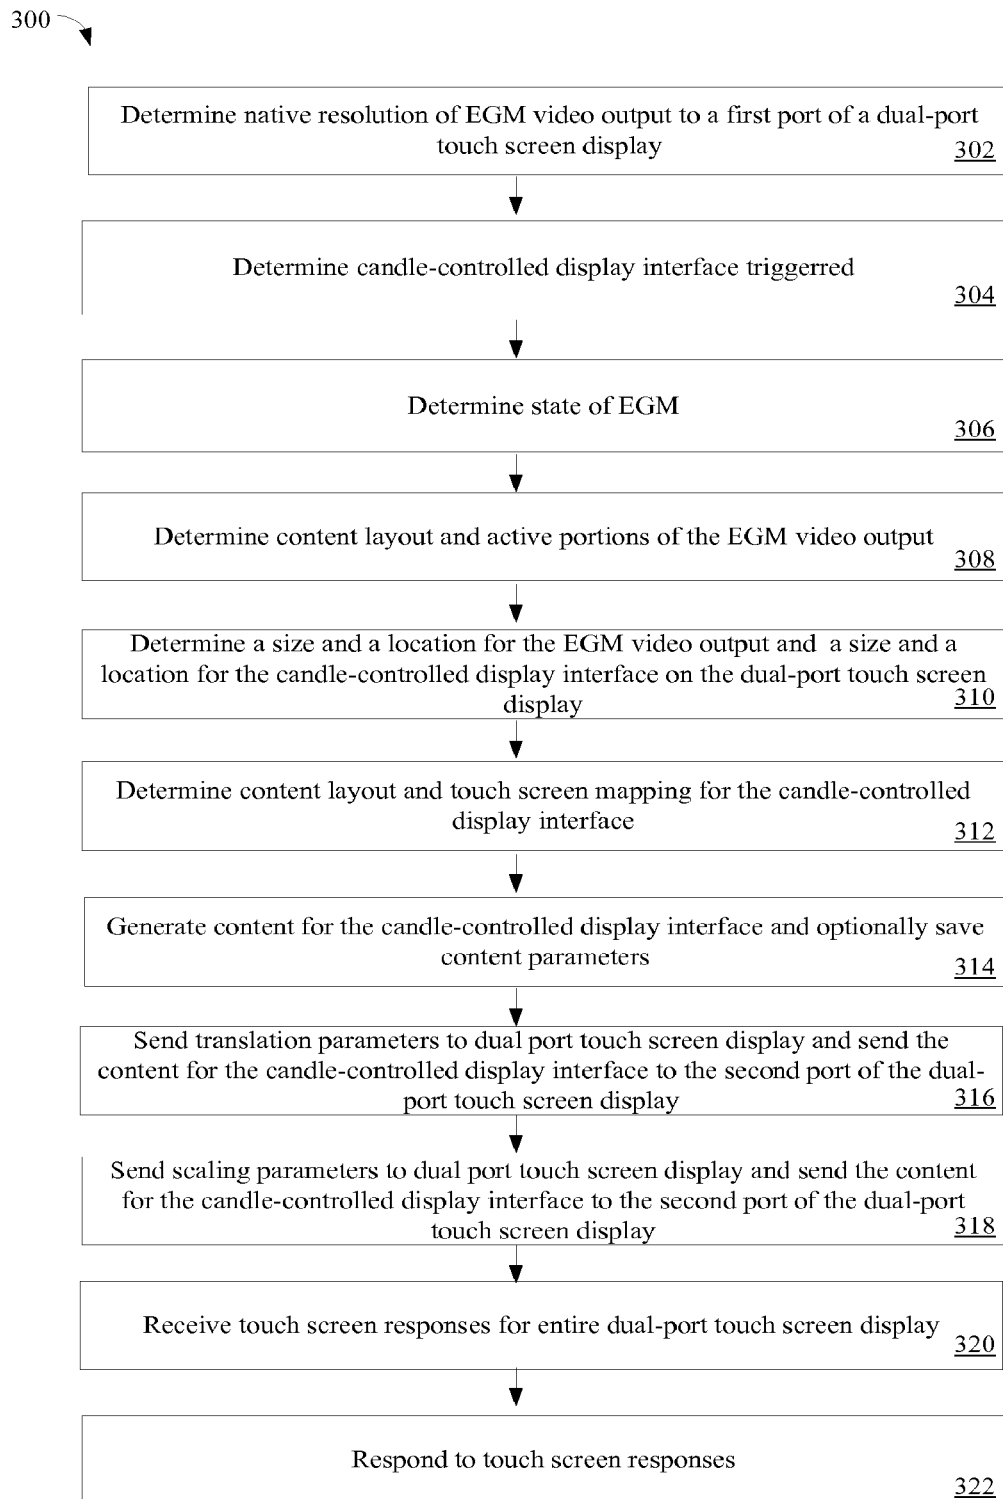 300
Determine native resolution of EGM video output to a first port of a dual-port
touch screen display
302
Determine candle-controlled display interface triggerred
304
Determine state of EGM
306
Determine content layout and active portions of the EGM video output
308
Determine a size and a location for the EGM video output and a size and a
location for the candle-controlled display interface on the dual-port touch screen
display
310
Determine content layout and touch screen mapping for the candle-controlled
display interface
312
Generate content for the candle-controlled display interface and optionally save
content parameters
314
Send translation parameters to dual port touch screen display and send the
content for the candle-controlled display interface to the second port of the dual-
port touch screen display
316
Send scaling parameters to dual port touch screen display and send the content
for the candle-controlled display interface to the second port of the dual-port
touch screen display
318
Receive touch screen responses for entire dual-port touch screen display
320
Respond to touch screen responses
322